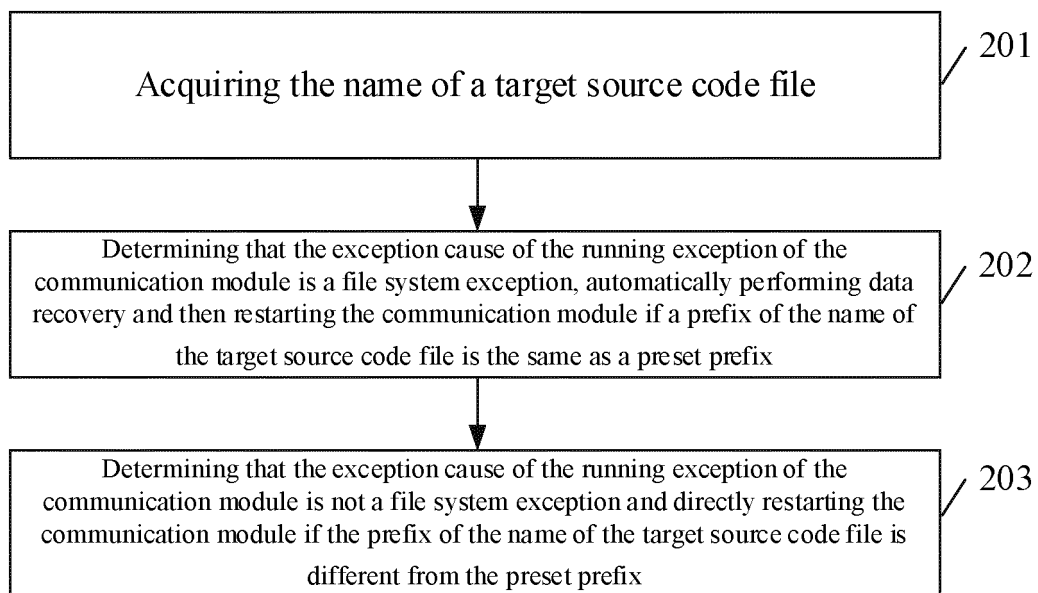 Acquiring the name of a target source code file
201
Determining that the exception cause of the running exception of the
communication module is a file system exception, automatically performing data
recovery and then restarting the communication module if a prefix of the name of
the target source code file is the same as a preset prefix
202
Determining that the exception cause of the running exception of the
communication module is not a file system exception and directly restarting the
communication module if the prefix of the name of the target source code file is
different from the preset prefix
203